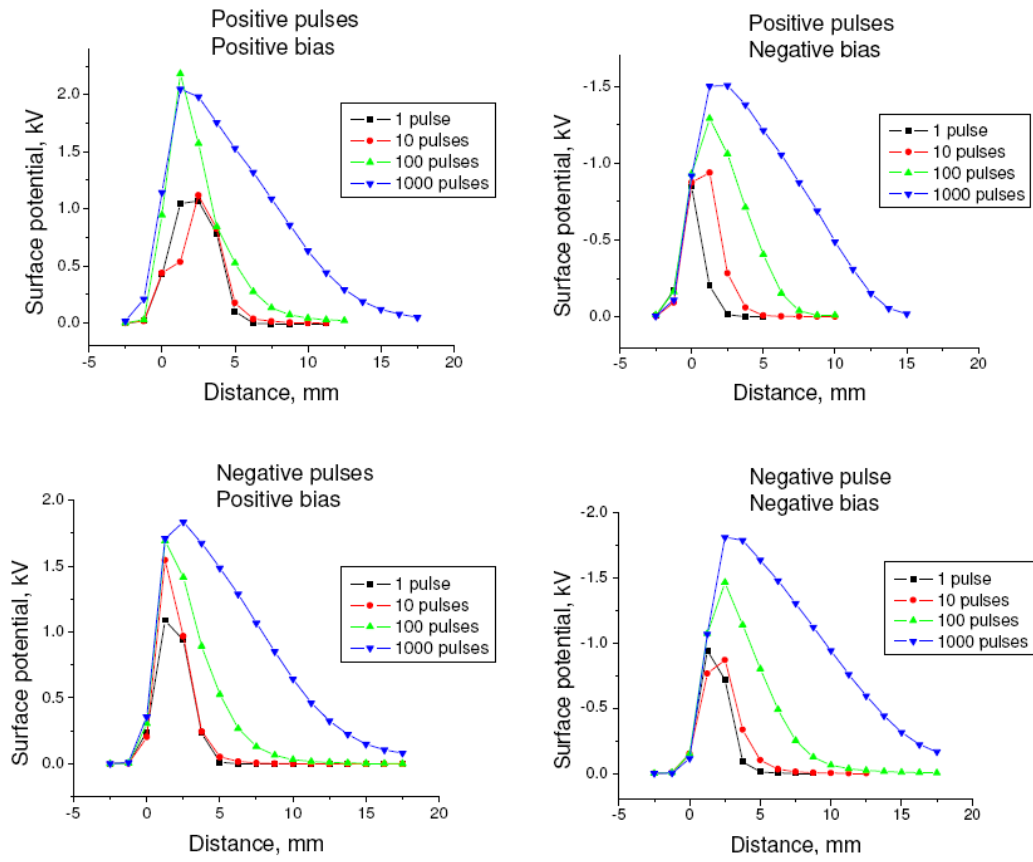 Positive pulses
Positive bias
Surface potential, kV
2.0
1.5
1.0
0.5
0.0
-5
0
5
10
15
20
Distance, mm
1 pulse
10 pulses
100 pulses
1000 pulses
Positive pulses
Negative bias
Surface potential, kV
-1.5
-1.0
-0.5
0.0
-5
0
5
10
15
20
Distance, mm
1 pulse
10 pulses
100 pulses
1000 pulses
Negative pulses
Positive bias
Surface potential, kV
2.0
1.5
1.0
0.5
0.0
-5
0
5
10
15
20
Distance, mm
1 pulse
10 pulses
100 pulses
1000 pulses
Negative pulse
Negative bias
Surface potential, kV
-2.0
-1.5
-1.0
-0.5
-0.0
-5
0
5
10
15
20
Distance, mm
1 pulse
10 pulses
100 pulses
1000 pulses